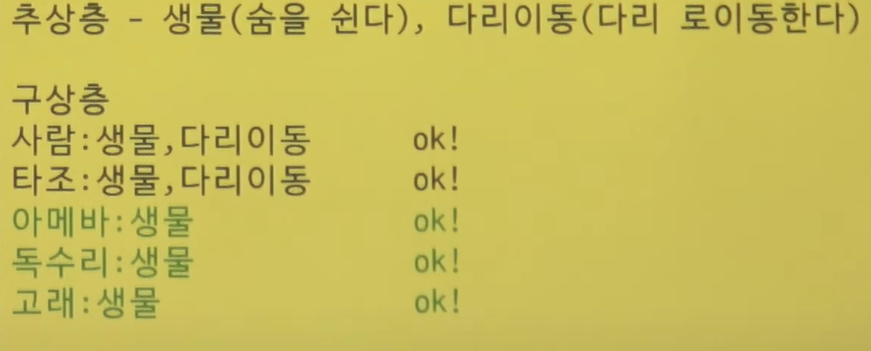 추상층 - 생물(숨을 쉰다), 다리이동(다리 로이동한다)
구상층
사람:생물,다리이동 ok!
타조:생물,다리이동 ok!
아메바:생물 ok!
독수리:생물 ok!
고래:생물 ok!